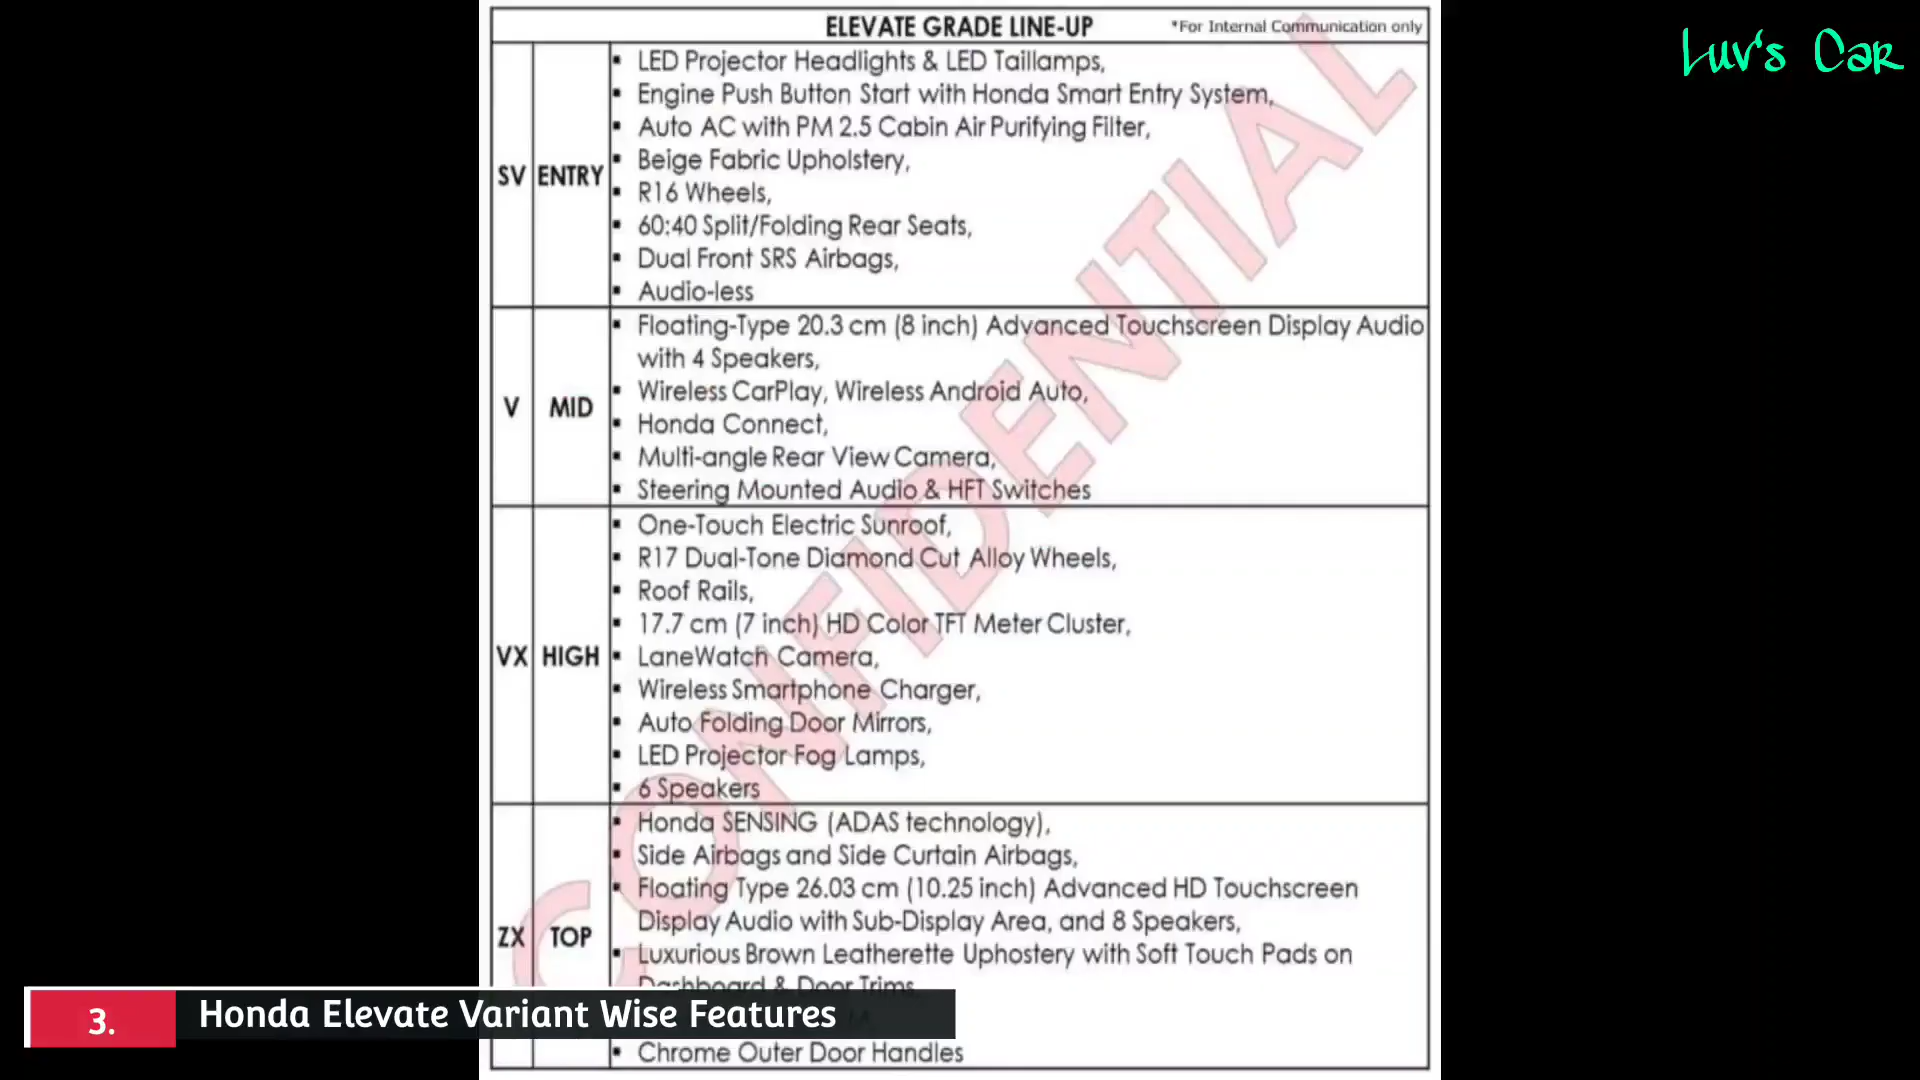 ELEVATE GRADE LINE-UP *For Internal Communication only
Luv's Car
SV ENTRY
▪ LED Projector Headlights & LED Taillamps,
▪ Engine Push Button Start with Honda Smart Entry System,
▪ Auto AC with PM 2.5 Cabin Air Purifying Filter,
▪ Beige Fabric Upholstery,
▪ R16 Wheels,
▪ 60:40 Split/Folding Rear Seats,
▪ Dual Front SRS Airbags,
▪ Audio-less
V MID
▪ Floating-Type 20.3 cm (8 inch) Advanced Touchscreen Display Audio
with 4 Speakers,
▪ Wireless CarPlay, Wireless Android Auto,
▪ Honda Connect,
▪ Multi-angle Rear View Camera,
▪ Steering Mounted Audio & HFT Switches
VX HIGH
▪ One-Touch Electric Sunroof,
▪ R17 Dual-Tone Diamond Cut Alloy Wheels,
▪ Roof Rails,
▪ 17.7 cm (7 inch) HD Color TFT Meter Cluster,
▪ LaneWatch Camera,
▪ Wireless Smartphone Charger,
▪ Auto Folding Door Mirrors,
▪ LED Projector Fog Lamps,
▪ 6 Speakers
ZX TOP
▪ Honda SENSING (ADAS technology),
▪ Side Airbags and Side Curtain Airbags,
▪ Floating Type 26.03 cm (10.25 inch) Advanced HD Touchscreen
Display Audio with Sub-Display Area, and 8 Speakers,
▪ Luxurious Brown Leatherette Uphostery with Soft Touch Pads on
Dashboard & Door Trims,
▪ Chrome Outer Door Handles
CONFIDENTIAL
3. Honda Elevate Variant Wise Features